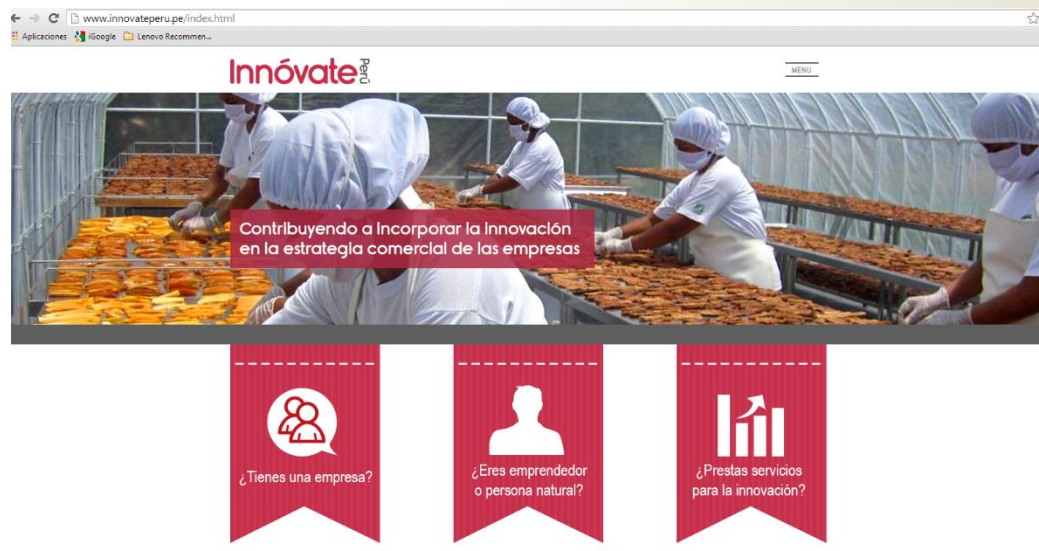 www.innovateperu.pe/index.html
Aplicaciones iGoogle Lenovo Recommen...
Innóvate Perú
MENU
Contribuyendo a incorporar la innovación
en la estrategia comercial de las empresas
¿Tienes una empresa?
¿Eres emprendedor
o persona natural?
¿Prestas servicios
para la innovación?